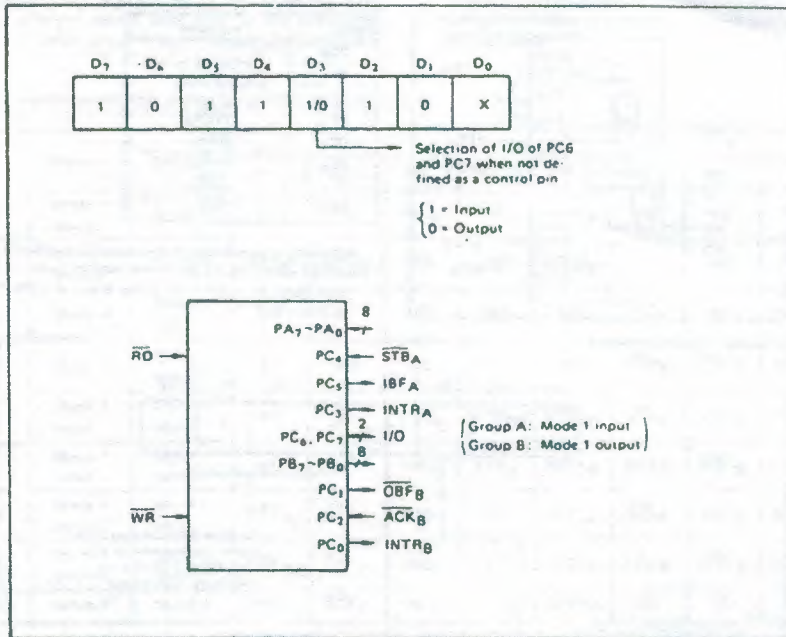 D7 D6 D5 D4 D3 D2 D1 D0
1 0 1 1 1/0 1 0 X
Selection of I/O of PC6
and PC7 when not de-
fined as a control pin
1 = Input
0 = Output
8
PA7~PA0
RD
PC4 STBA
PC5 IBFA
PC3 INTRA
2
PC6, PC7 I/O
8
PB7~PB0
Group A: Mode 1 input
Group B: Mode 1 output
PC1 OBFB
WR
PC2 ACKB
PC0 INTRB